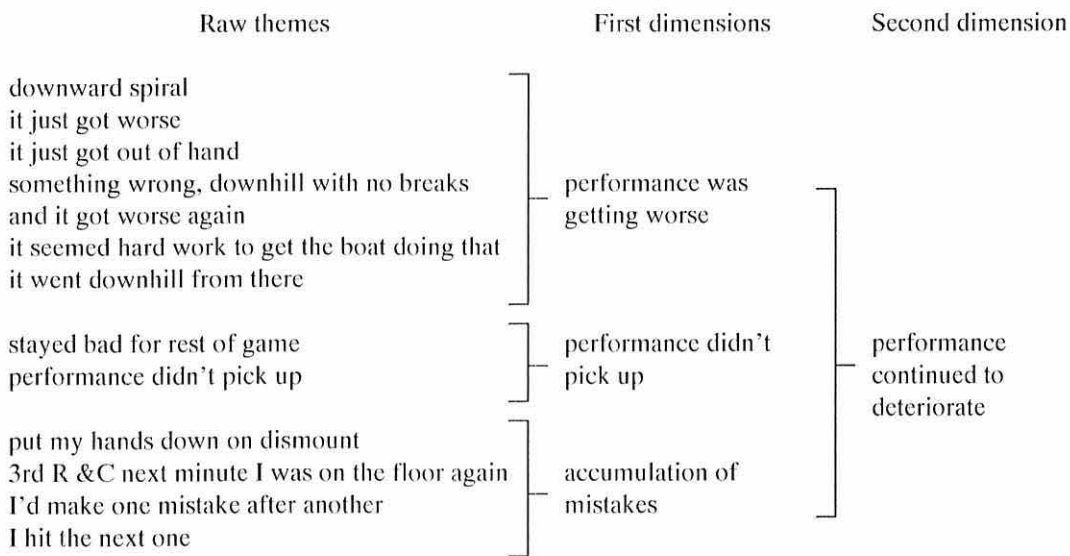 Raw themes First dimensions Second dimension
downward spiral
it just got worse
it just got out of hand
something wrong, downhill with no breaks
and it got worse again
it seemed hard work to get the boat doing that
it went downhill from there
performance was
getting worse
stayed bad for rest of game
performance didn't pick up
performance didn't
pick up
put my hands down on dismount
3rd R &C next minute I was on the floor again
I'd make one mistake after another
I hit the next one
accumulation of
mistakes
performance
continued to
deteriorate